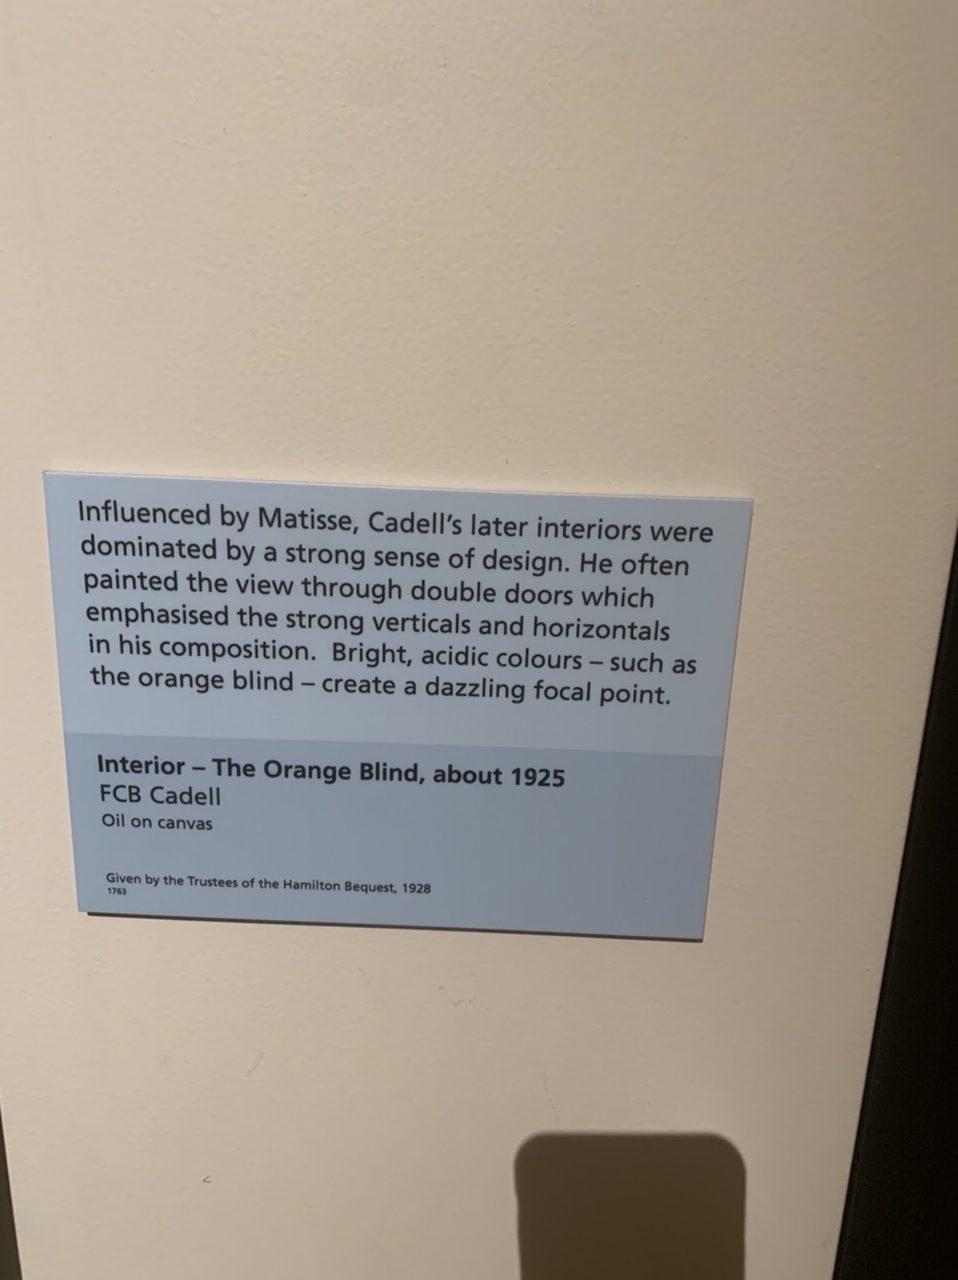 Influenced by Matisse, Cadell's later interiors were
dominated by a strong sense of design. He often
painted the view through double doors which
emphasised the strong verticals and horizontals
in his composition.  Bright, acidic colours – such as
the orange blind – create a dazzling focal point.
Interior – The Orange Blind, about 1925
FCB Cadell
Oil on canvas
Given by the Trustees of the Hamilton Bequest, 1928
1763